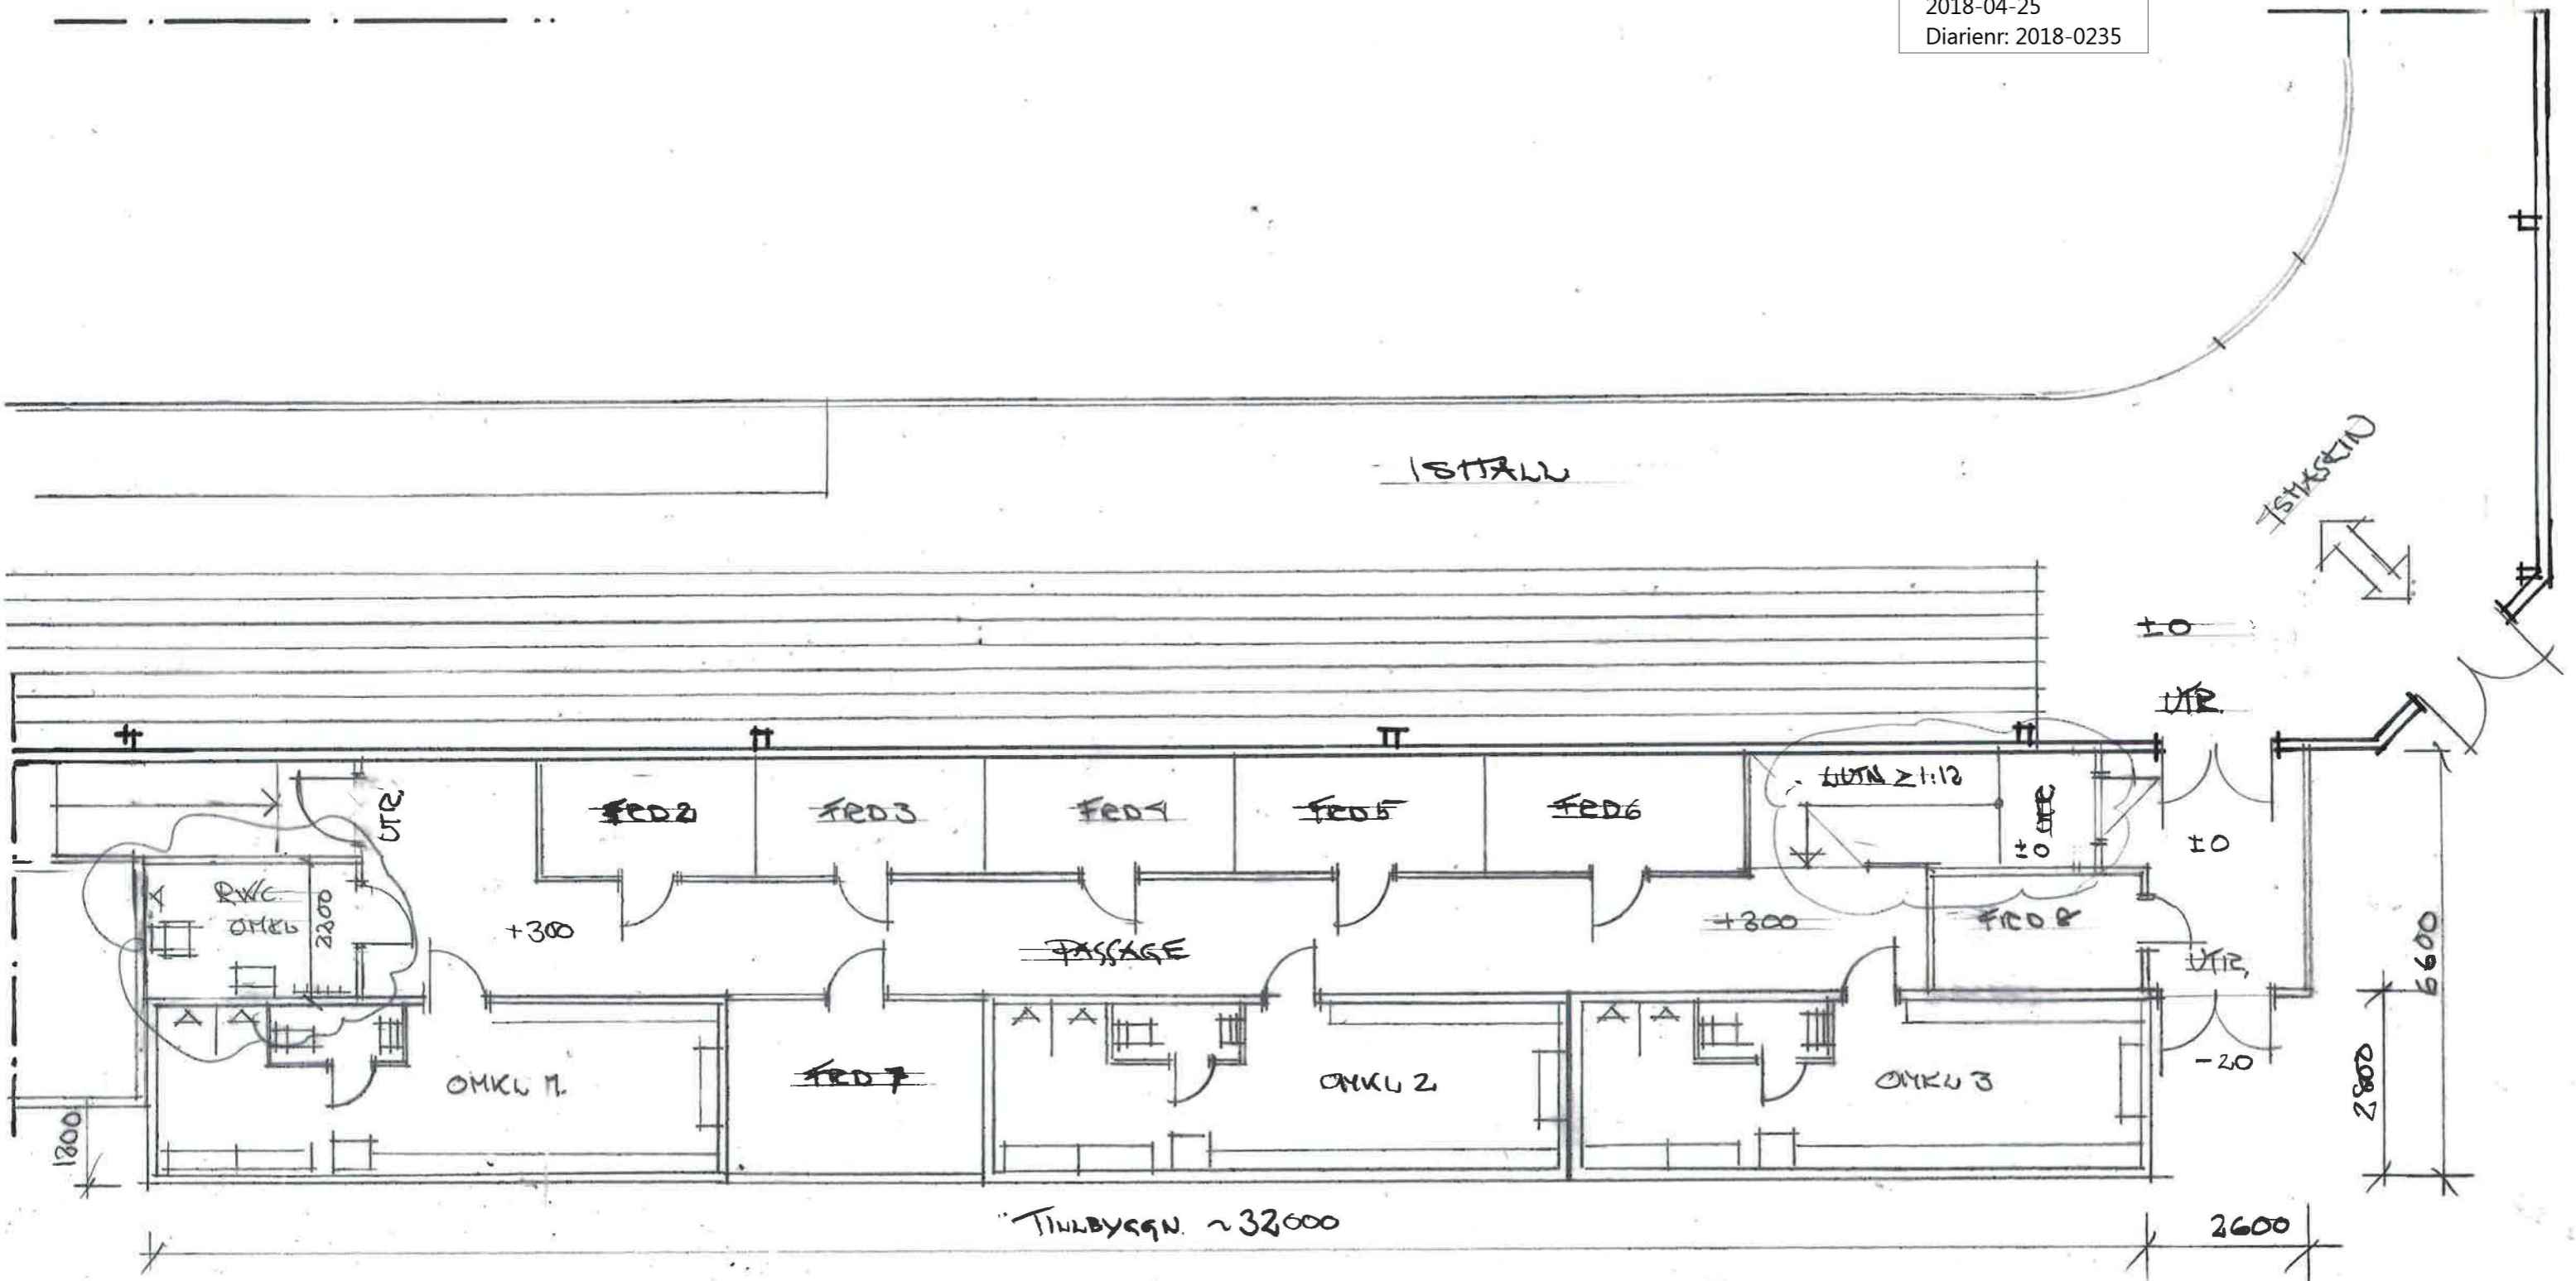 2018-04-25
Diarienr: 2018-0235
ISHALL
ISMASKIN
±0
UTR.
UTR.
FRD 2
FRD 3
FRD 4
FRD 5
FRD 6
LUTN ≥ 1:12
±0
UTR
±0
RWC
OMKL
2200
+300
PASSAGE
+300
FRD 8
UTR.
6600
OMKL 1.
FRD 7
OMKL 2
OMKL 3
-20
2800
1300
TILLBYGGN. ~32000
2600